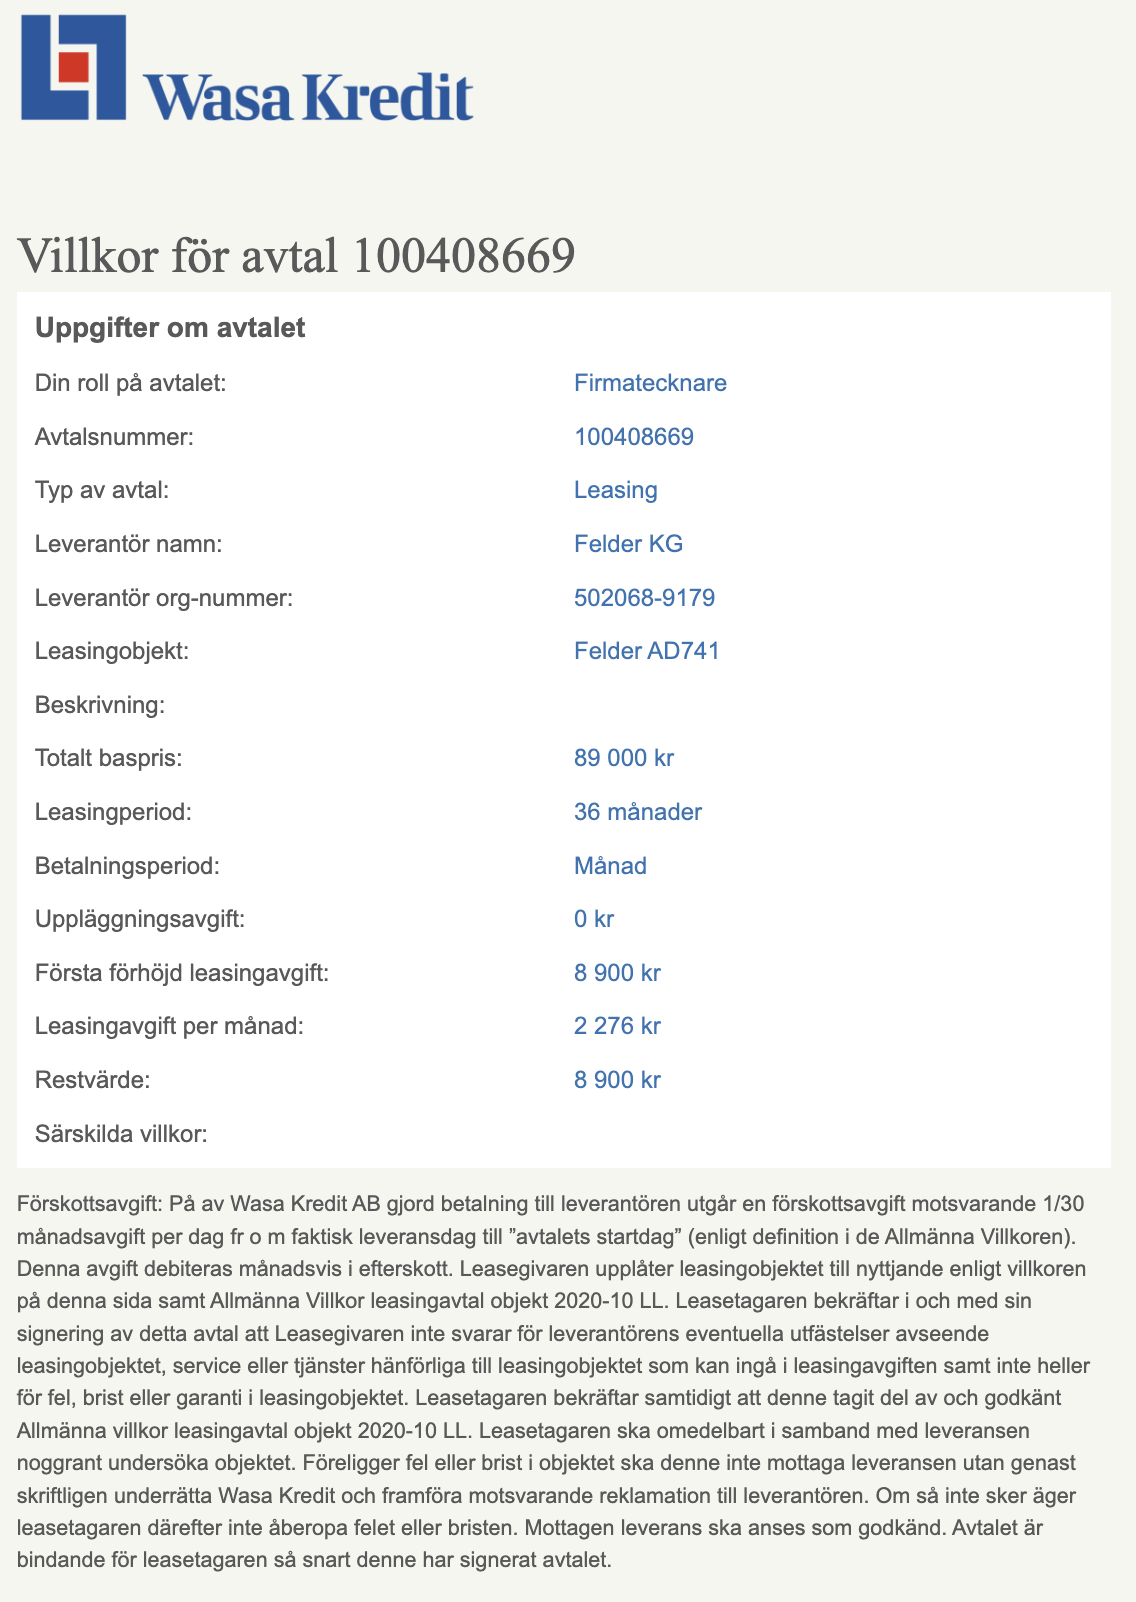 Wasa Kredit
Villkor för avtal 100408669
Uppgifter om avtalet
Din roll på avtalet: Firmatecknare
Avtalsnummer: 100408669
Typ av avtal: Leasing
Leverantör namn: Felder KG
Leverantör org-nummer: 502068-9179
Leasingobjekt: Felder AD741
Beskrivning:
Totalt baspris: 89 000 kr
Leasingperiod: 36 månader
Betalningsperiod: Månad
Uppläggningsavgift: 0 kr
Första förhöjd leasingavgift: 8 900 kr
Leasingavgift per månad: 2 276 kr
Restvärde: 8 900 kr
Särskilda villkor:
Förskottsavgift: På av Wasa Kredit AB gjord betalning till leverantören utgår en förskottsavgift motsvarande 1/30
månadsavgift per dag fr o m faktisk leveransdag till ”avtalets startdag” (enligt definition i de Allmänna Villkoren).
Denna avgift debiteras månadsvis i efterskott. Leasegivaren upplåter leasingobjektet till nyttjande enligt villkoren
på denna sida samt Allmänna Villkor leasingavtal objekt 2020-10 LL. Leasetagaren bekräftar i och med sin
signering av detta avtal att Leasegivaren inte svarar för leverantörens eventuella utfästelser avseende
leasingobjektet, service eller tjänster hänförliga till leasingobjektet som kan ingå i leasingavgiften samt inte heller
för fel, brist eller garanti i leasingobjektet. Leasetagaren bekräftar samtidigt att denne tagit del av och godkänt
Allmänna villkor leasingavtal objekt 2020-10 LL. Leasetagaren ska omedelbart i samband med leveransen
noggrant undersöka objektet. Föreligger fel eller brist i objektet ska denne inte mottaga leveransen utan genast
skriftligen underrätta Wasa Kredit och framföra motsvarande reklamation till leverantören. Om så inte sker äger
leasetagaren därefter inte åberopa felet eller bristen. Mottagen leverans ska anses som godkänd. Avtalet är
bindande för leasetagaren så snart denne har signerat avtalet.